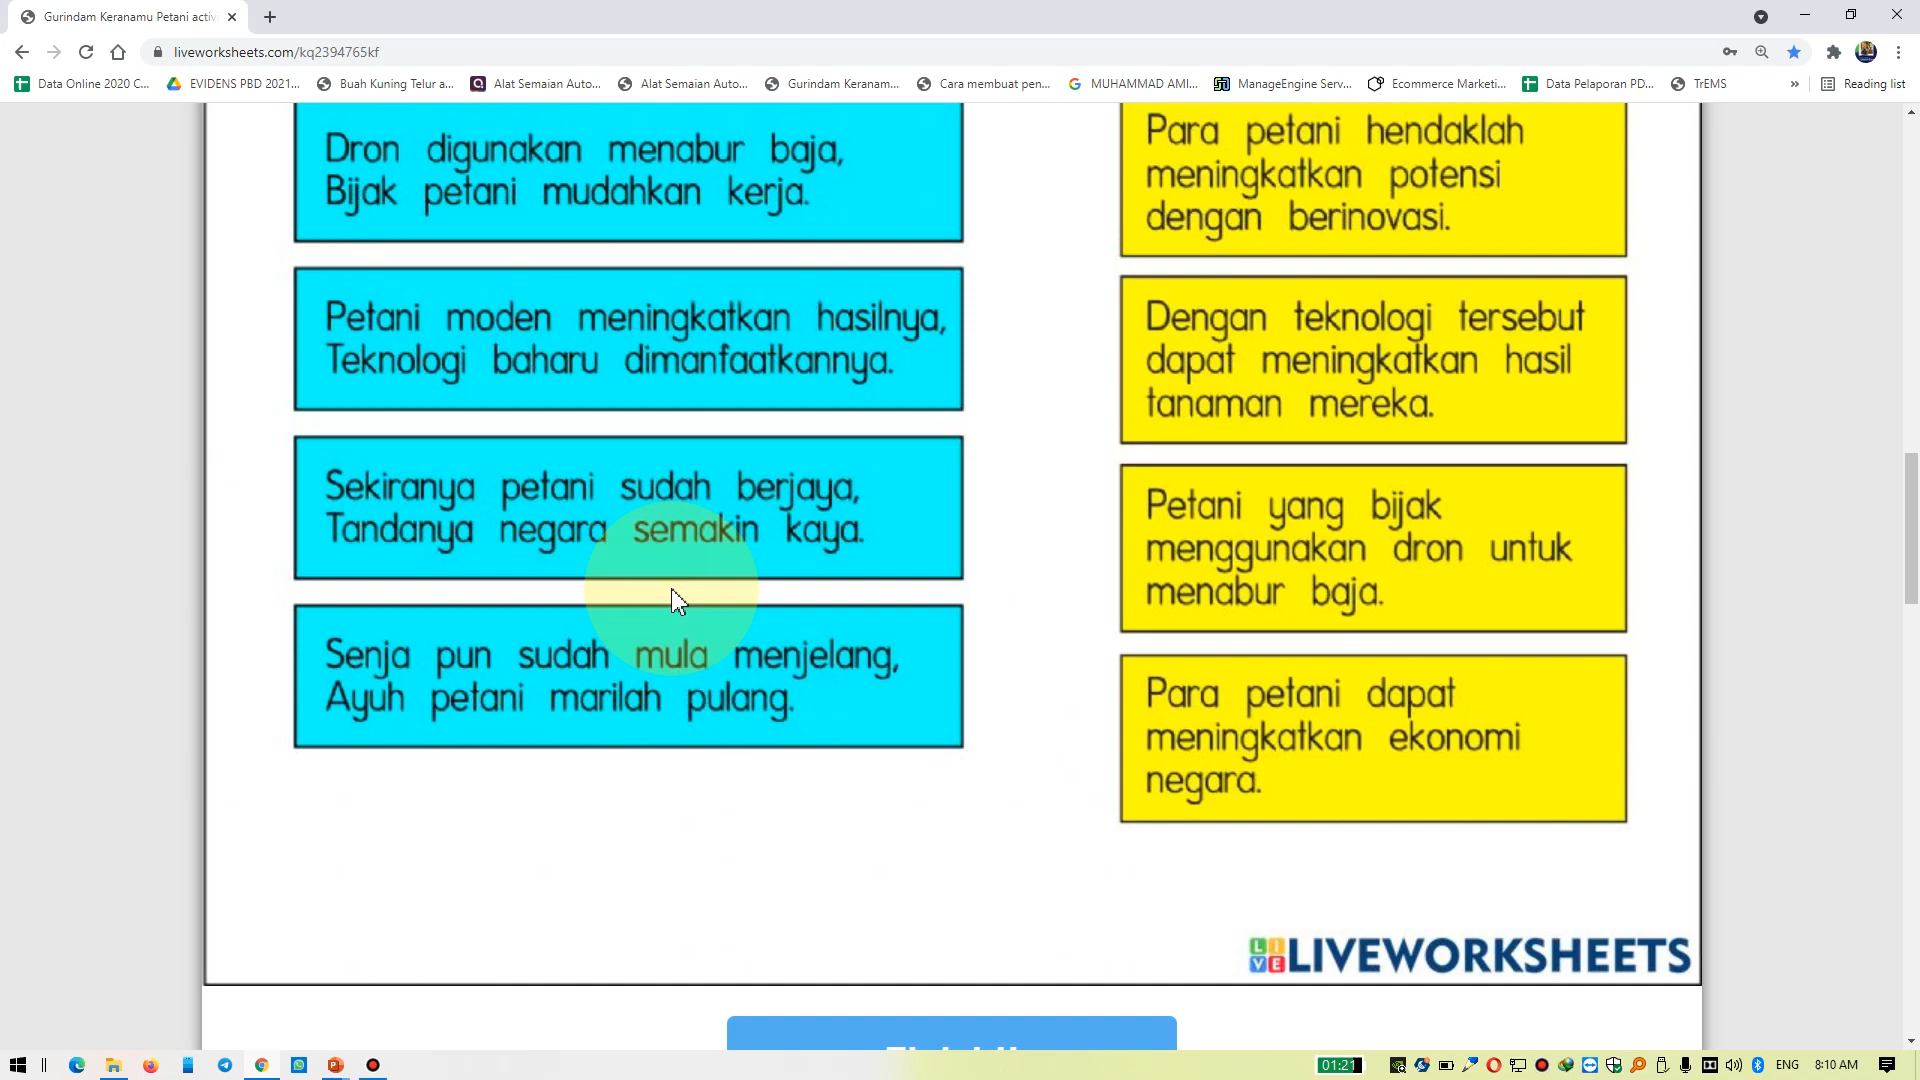 Gurindam Keranamu Petani activ
liveworksheets.com/kq2394765kf
Data Online 2020 C...
EVIDENS PBD 2021...
Buah Kuning Telur a...
Alat Semaian Auto...
Alat Semaian Auto...
Gurindam Keranam...
Cara membuat pen...
MUHAMMAD AMI...
ManageEngine Serv...
Ecommerce Marketi...
Data Pelaporan PD...
TrEMS
Reading list
Dron digunakan menabur baja,
Bijak petani mudahkan kerja.
Petani moden meningkatkan hasilnya,
Teknologi baharu dimanfaatkannya.
Sekiranya petani sudah berjaya,
Tandanya negara semakin kaya.
Senja pun sudah mula menjelang,
Ayuh petani marilah pulang.
Para petani hendaklah
meningkatkan potensi
dengan berinovasi.
Dengan teknologi tersebut
dapat meningkatkan hasil
tanaman mereka.
Petani yang bijak
menggunakan dron untuk
menabur baja.
Para petani dapat
meningkatkan ekonomi
negara.
LIVEWORKSHEETS
01:21
ENG
8:10 AM